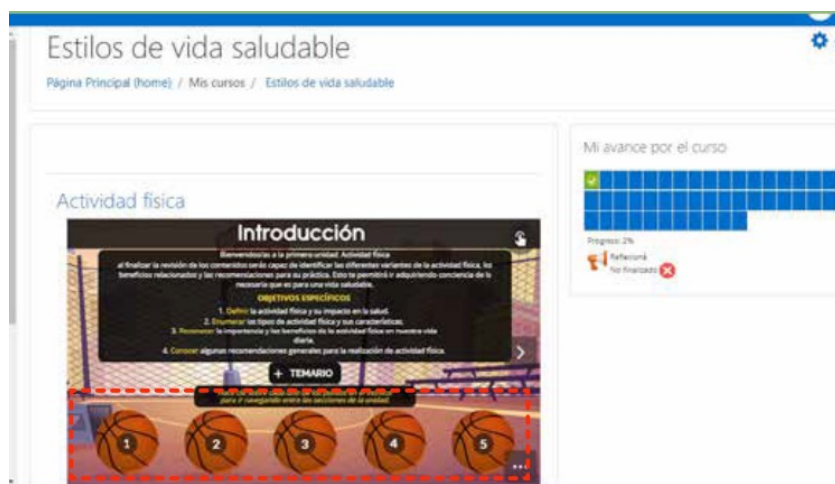 Estilos de vida saludable
Página Principal (home) / Mis cursos / Estilos de vida saludable
Mi avance por el curso
Progreso: 2%
Reflexioná
No finalizado
Actividad física
Introducción
Bienvenidos/as a la primera unidad: Actividad física
al finalizar la revisión de los contenidos serás capaz de identificar las diferentes variantes de la actividad física, los
beneficios relacionados y las recomendaciones para su práctica. Esto te permitirá ir adquiriendo conciencia de lo
necesaria que es para una vida saludable.
OBJETIVOS ESPECÍFICOS
1. Definir la actividad física y su impacto en la salud.
2. Enumerar los tipos de actividad física y sus características.
3. Reconocer la importancia y los beneficios de la actividad física en nuestra vida
diaria.
4. Conocer algunas recomendaciones generales para la realización de actividad física.
+ TEMARIO
para ir navegando entre las secciones de la unidad.
1 2 3 4 5